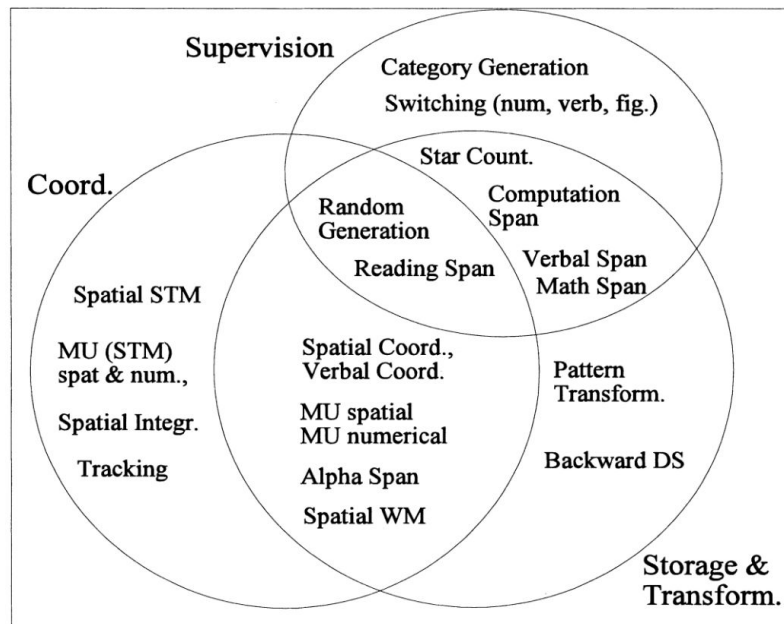 Supervision
Category Generation
Switching (num, verb, fig.)
Star Count.
Coord.
Computation
Span
Random
Generation
Verbal Span
Math Span
Reading Span
Spatial STM
MU (STM)
spat & num.,
Spatial Coord.,
Verbal Coord.
Pattern
Transform.
MU spatial
MU numerical
Spatial Integr.
Tracking
Alpha Span
Backward DS
Spatial WM
Storage &
Transform.